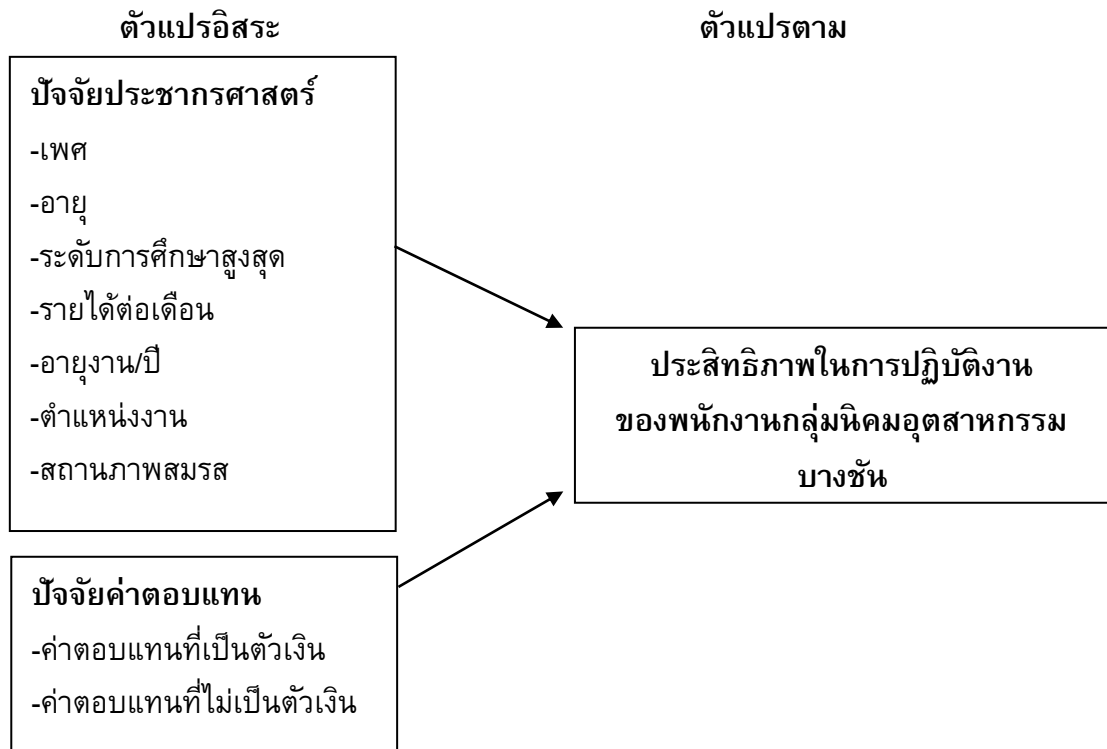 ตัวแปรอิสระ
ตัวแปรตาม
ปัจจัยประชากรศาสตร์
-เพศ
-อายุ
-ระดับการศึกษาสูงสุด
-รายได้ต่อเดือน
-อายุงาน/ปี
-ตำแหน่งงาน
-สถานภาพสมรส
ปัจจัยค่าตอบแทน
-ค่าตอบแทนที่เป็นตัวเงิน
-ค่าตอบแทนที่ไม่เป็นตัวเงิน
ประสิทธิภาพในการปฏิบัติงาน
ของพนักงานกลุ่มนิคมอุตสาหกรรม
บางชัน